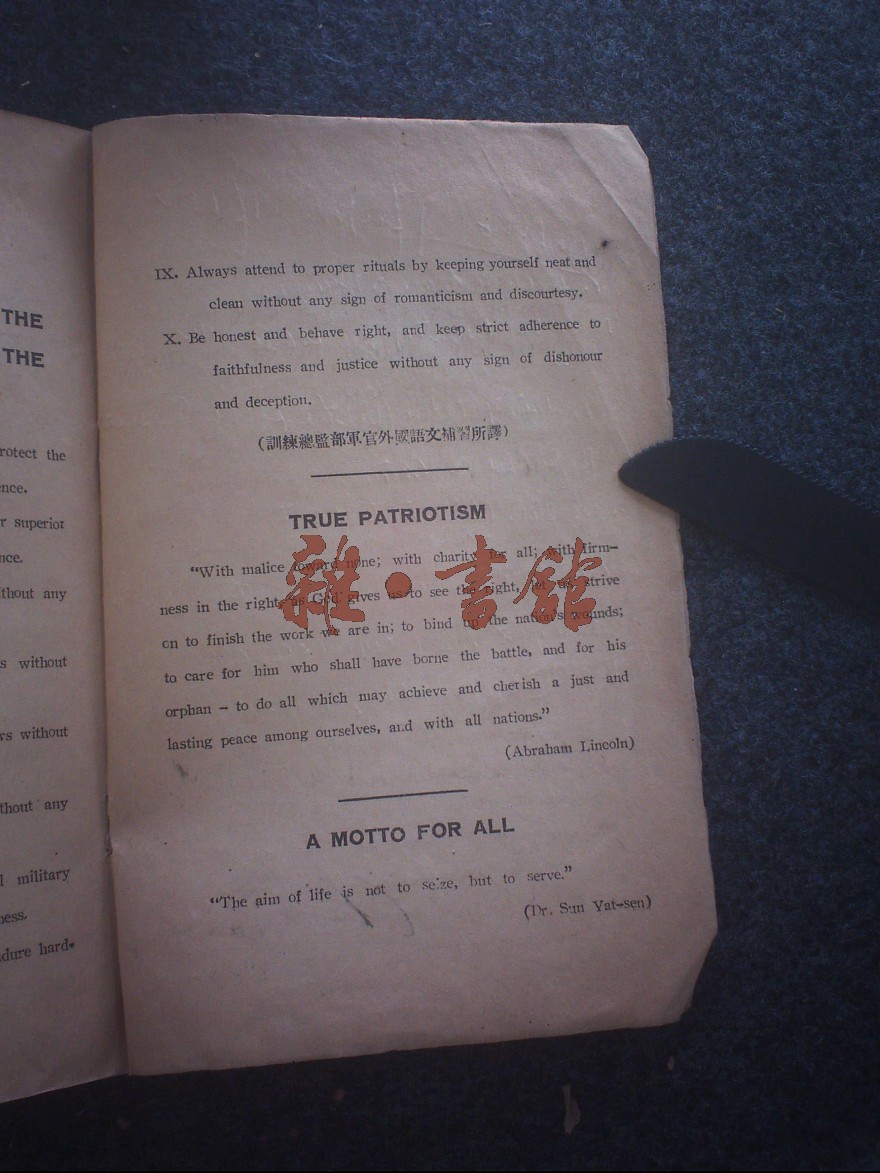 THE
THE
rotect the
nce.
r superior
nce.
thout any
s without
ws without
thout any
l military
ness.
dure hard-
IX. Always attend to proper rituals by keeping yourself neat and
clean without any sign of romanticism and discourtesy.
X. Be honest and behave right, and keep strict adherence to
faithfulness and justice without any sign of dishonour
and deception.
(訓練總監部軍官外國語文補習所譯)
TRUE PATRIOTISM
“With malice toward none; with charity for all; with firm-
ness in the right, as God gives us to see the right, let us strive
on to finish the work we are in; to bind up the nation's wounds;
to care for him who shall have borne the battle, and for his
orphan – to do all which may achieve and cherish a just and
lasting peace among ourselves, and with all nations.”
(Abraham Lincoln)
A MOTTO FOR ALL
“The aim of life is not to seize, but to serve.”
(Dr. Sun Yat-sen)
雜·書館